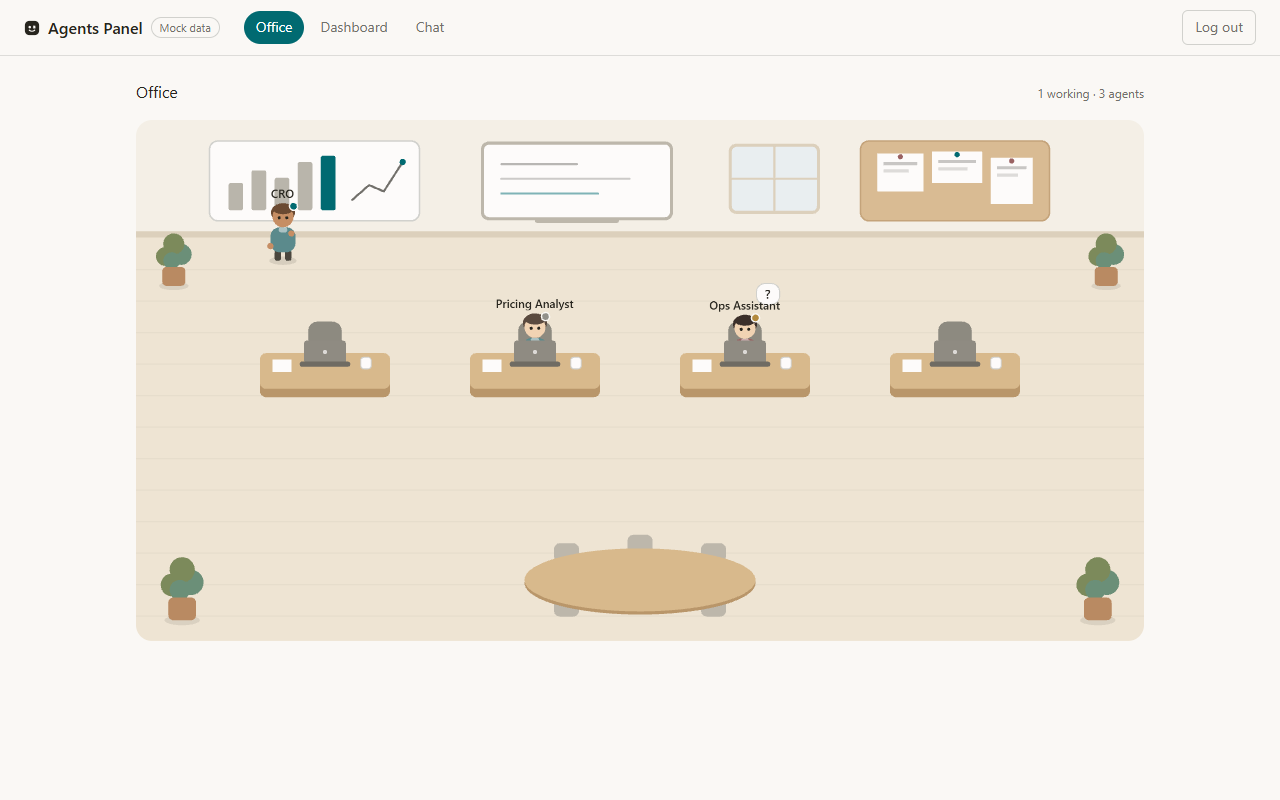 Agents Panel
Mock data
Office
Dashboard
Chat
Log out
Office
1 working · 3 agents
CRO
?
Pricing Analyst
Ops Assistant